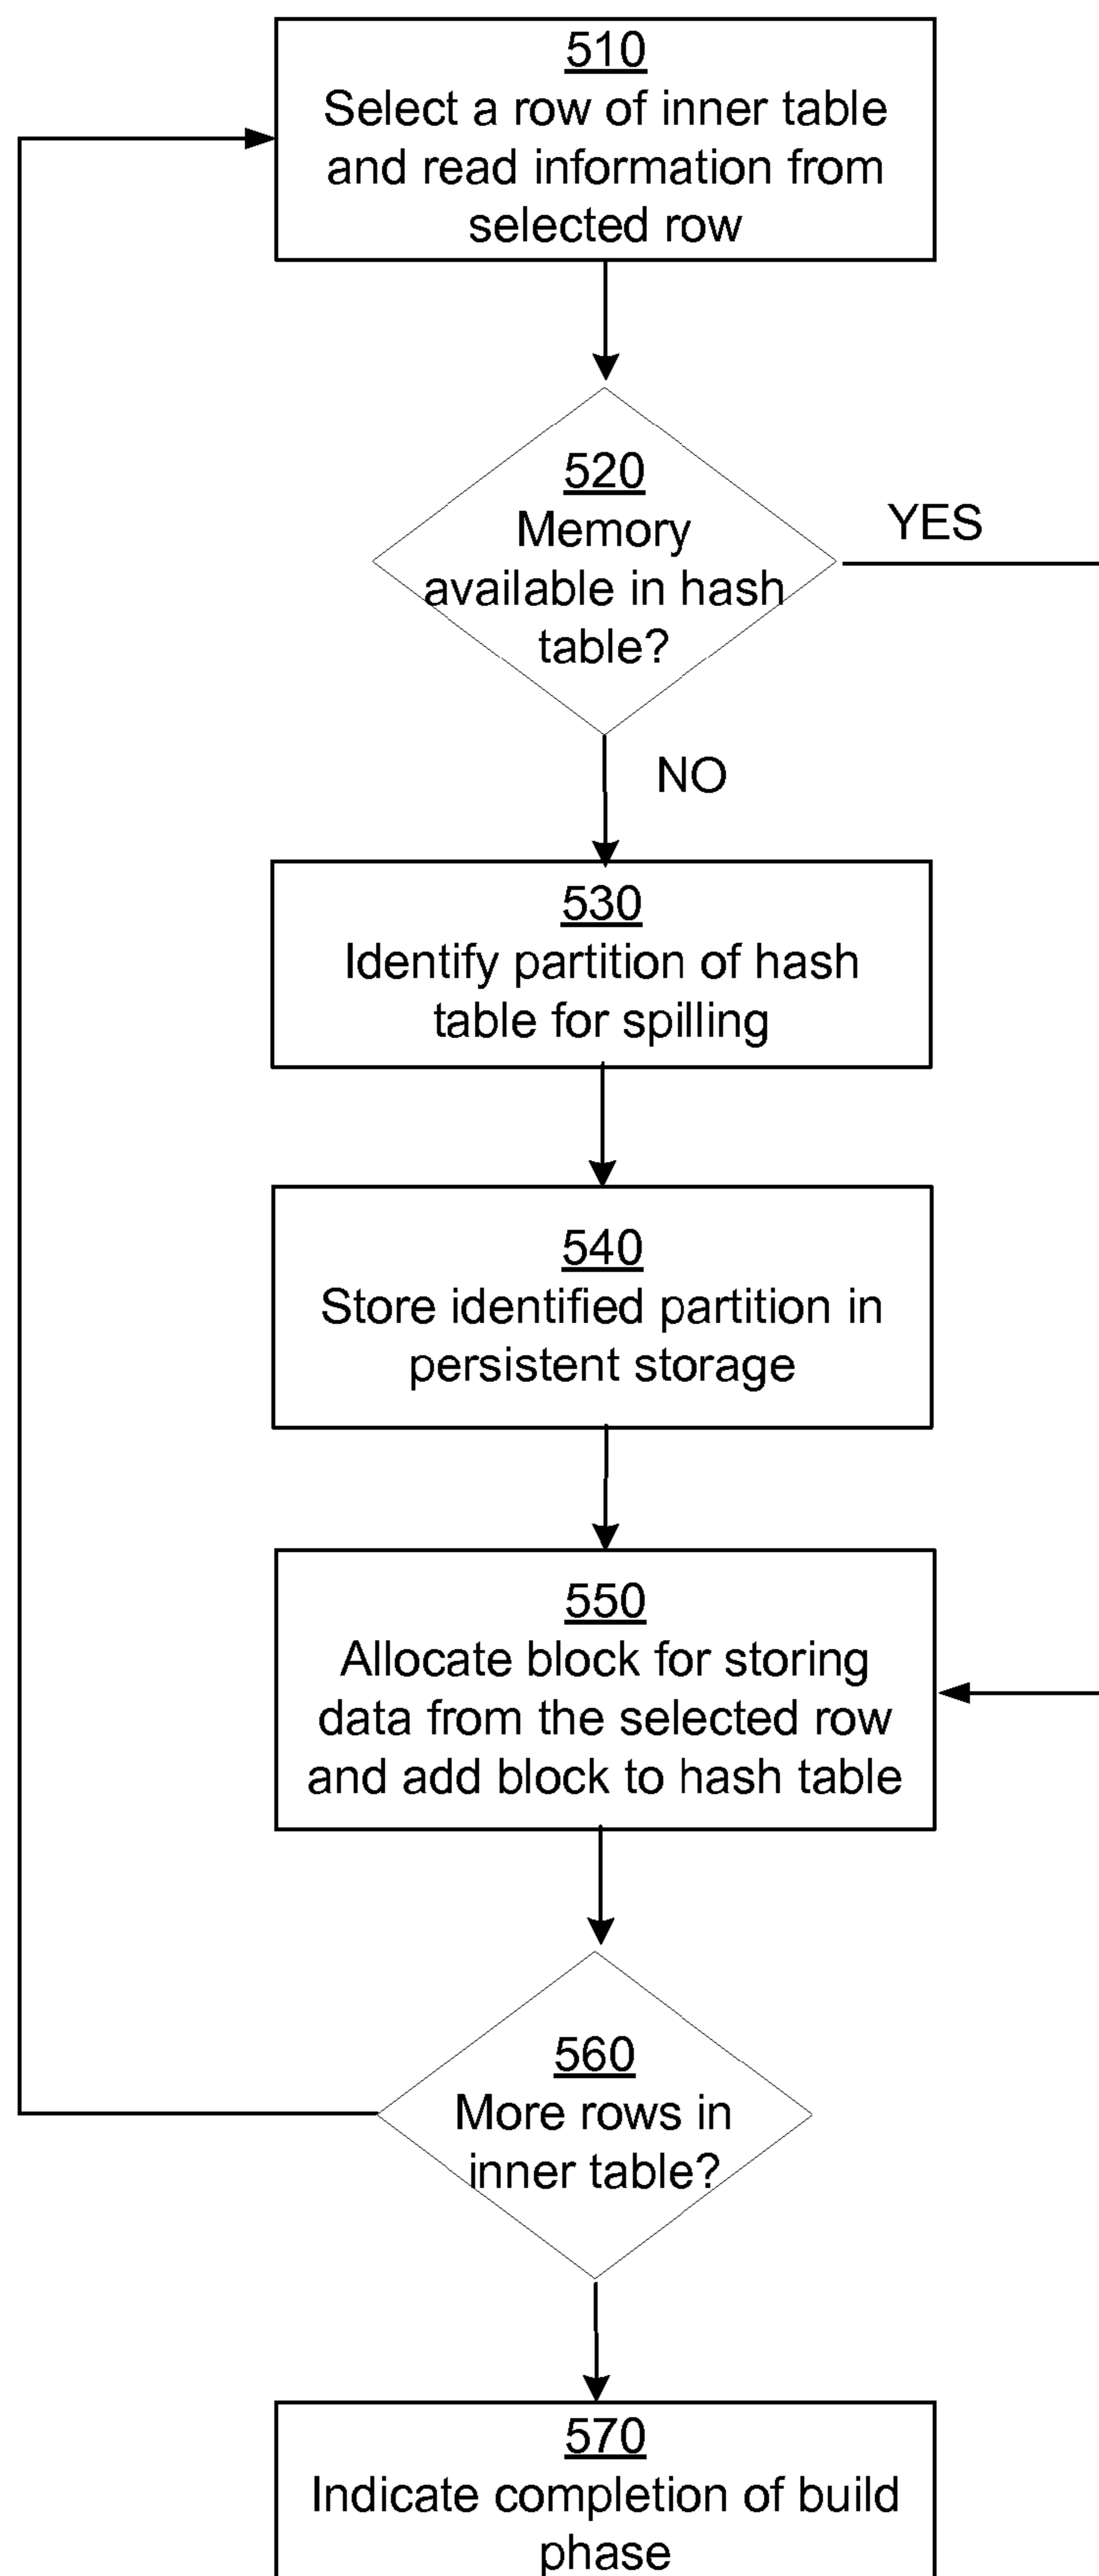 510
Select a row of inner table
and read information from
selected row
520
Memory
available in hash
table?
YES
NO
530
Identify partition of hash
table for spilling
540
Store identified partition in
persistent storage
550
Allocate block for storing
data from the selected row
and add block to hash table
560
More rows in
inner table?
570
Indicate completion of build
phase